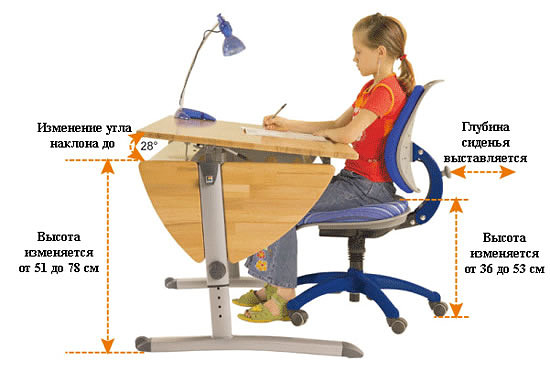 Изменение угла
наклона до
28°
Глубина
сиденья
выставляется
Высота
изменяется
от 51 до 78 см
Высота
изменяется
от 36 до 53 см